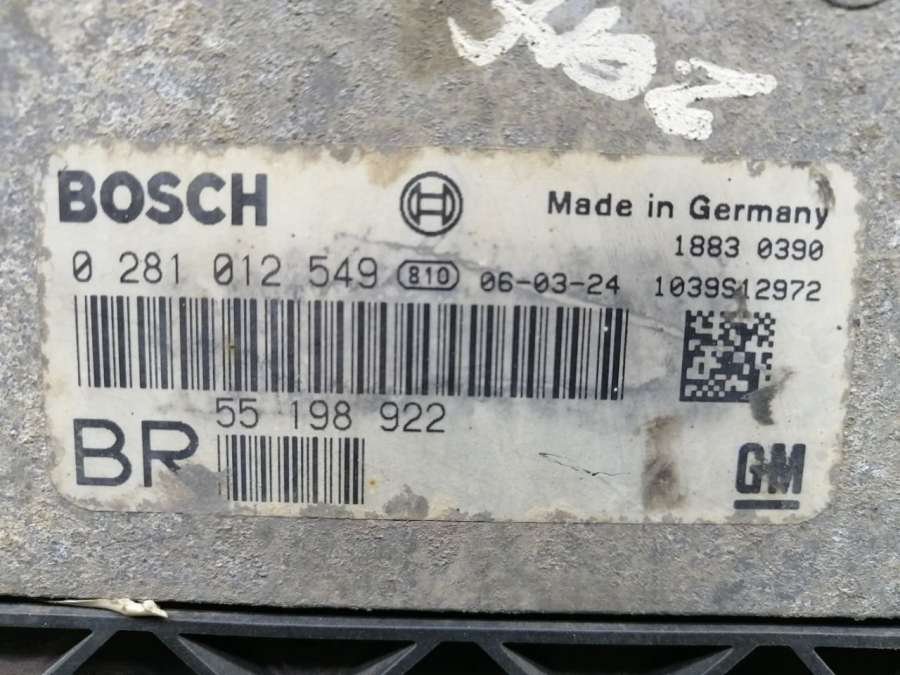 BOSCH
Made in Germany
1883 0390
0 281 012 549 810 06-03-24 1039S12972
55 198 922
BR
GM